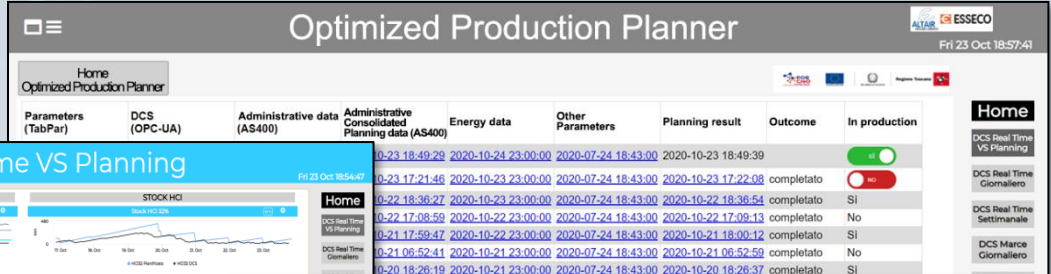 Optimized Production Planner
ALTAIR ESSECO
Fri 23 Oct 18:57:41
Home
Optimized Production Planner
Regione Toscana
Parameters (TabPar) DCS (OPC-UA) Administrative data (AS400) Administrative Consolidated Planning data (AS400) Energy data Other Parameters Planning result Outcome In production
0-23 18:49:29 2020-10-24 23:00:00 2020-07-24 18:43:00 2020-10-23 18:49:39 SI
0-23 17:21:46 2020-10-23 23:00:00 2020-07-24 18:43:00 2020-10-23 17:22:08 completato NO
0-22 18:36:27 2020-10-23 23:00:00 2020-07-24 18:43:00 2020-10-22 18:36:54 completato Si
0-22 17:08:59 2020-10-22 23:00:00 2020-07-24 18:43:00 2020-10-22 17:09:13 completato No
0-21 17:59:47 2020-10-22 23:00:00 2020-07-24 18:43:00 2020-10-21 18:00:12 completato Si
0-21 06:52:41 2020-10-21 23:00:00 2020-07-24 18:43:00 2020-10-21 06:52:59 completato No
0-20 18:26:19 2020-10-21 23:00:00 2020-07-24 18:43:00 2020-10-20 18:26:37 completato Si
Home
DCS Real Time
VS Planning
DCS Real Time
Giornaliero
DCS Real Time
Settimanale
DCS Marce
Giornaliero
me VS Planning
Fri 23 Oct 18:54:47
STOCK HCl
Stock HCl 32%
Home
DCS Real Time
VS Planning
DCS Real Time
Giornaliero